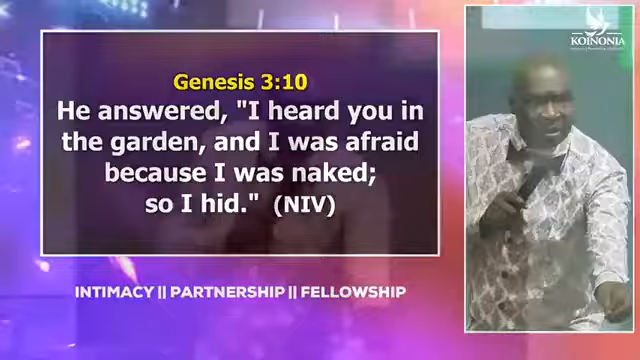 Genesis 3:10
He answered, "I heard you in
the garden, and I was afraid
because I was naked;
so I hid." (NIV)
INTIMACY || PARTNERSHIP || FELLOWSHIP
KOINONIA